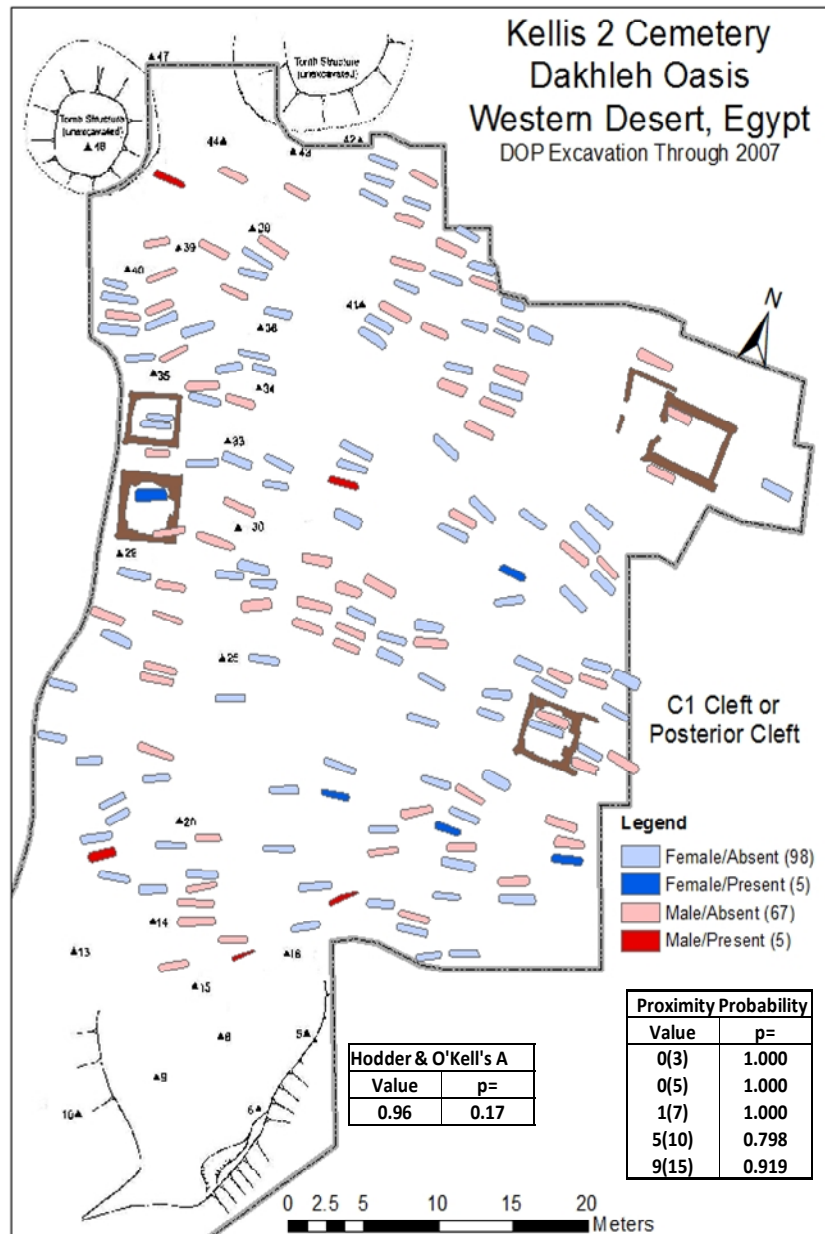 Kellis 2 Cemetery
Dakhleh Oasis
Western Desert, Egypt
DOP Excavation Through 2007
47
Tomb Structure
(unexcavated)
Tomb Structure
(unexcavated)
48
44
43
42
38
39
40
41
36
35
34
33
30
29
25
20
14
13
16
15
8
5
9
10
6
N
C1 Cleft or
Posterior Cleft
Legend
Female/Absent (98)
Female/Present (5)
Male/Absent (67)
Male/Present (5)
Proximity Probability
Value p=
0(3) 1.000
0(5) 1.000
1(7) 1.000
5(10) 0.798
9(15) 0.919
Hodder & O'Kell's A
Value p=
0.96 0.17
0 2.5 5 10 15 20
Meters